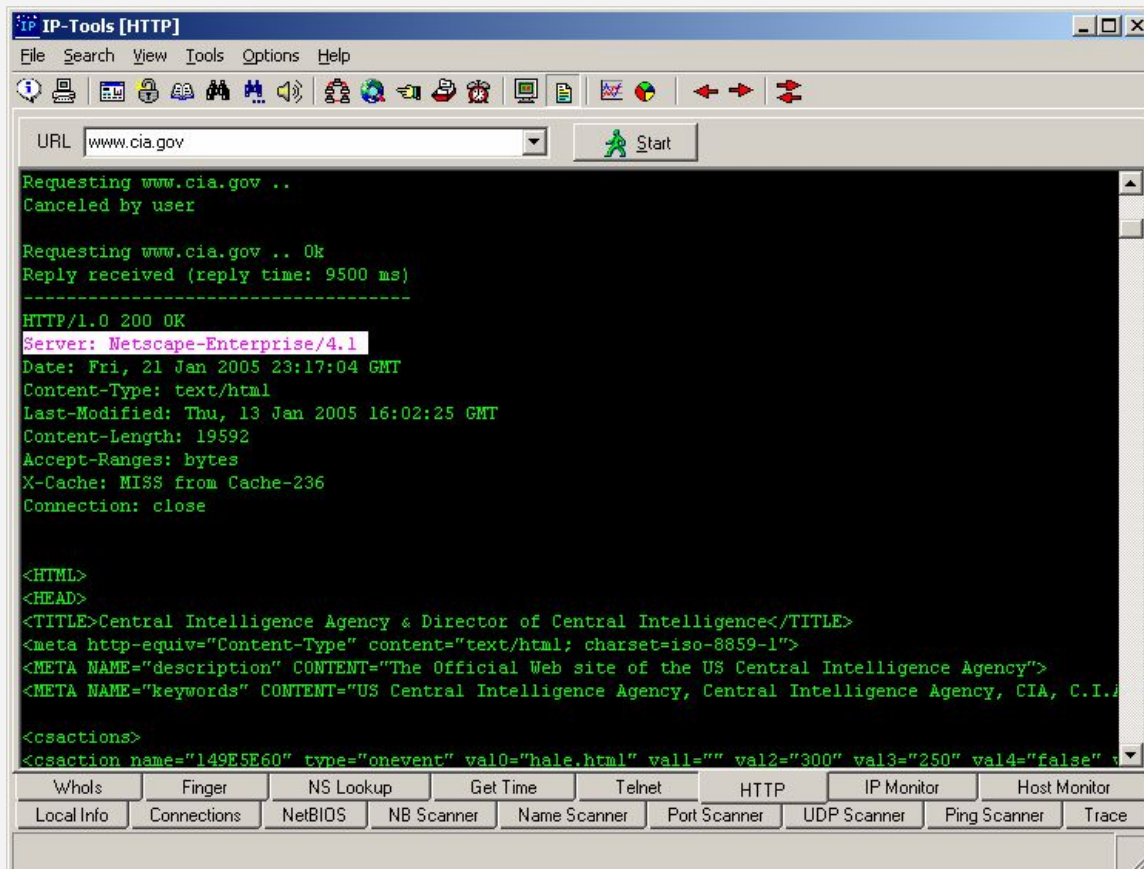 IP-Tools [HTTP]
File Search View Tools Options Help
URL www.cia.gov Start
Requesting www.cia.gov ..
Canceled by user
Requesting www.cia.gov .. Ok
Reply received (reply time: 9500 ms)
------------------------------------
HTTP/1.0 200 OK
Server: Netscape-Enterprise/4.1
Date: Fri, 21 Jan 2005 23:17:04 GMT
Content-Type: text/html
Last-Modified: Thu, 13 Jan 2005 16:02:25 GMT
Content-Length: 19592
Accept-Ranges: bytes
X-Cache: MISS from Cache-236
Connection: close
<HTML>
<HEAD>
<TITLE>Central Intelligence Agency & Director of Central Intelligence</TITLE>
<meta http-equiv="Content-Type" content="text/html; charset=iso-8859-1">
<META NAME="description" CONTENT="The Official Web site of the US Central Intelligence Agency">
<META NAME="keywords" CONTENT="US Central Intelligence Agency, Central Intelligence Agency, CIA, C.I.A
<csactions>
<csaction name="149E5E60" type="onevent" val0="hale.html" val1="" val2="300" val3="250" val4="false" v
WhoIs Finger NS Lookup Get Time Telnet HTTP IP Monitor Host Monitor
Local Info Connections NetBIOS NB Scanner Name Scanner Port Scanner UDP Scanner Ping Scanner Trace